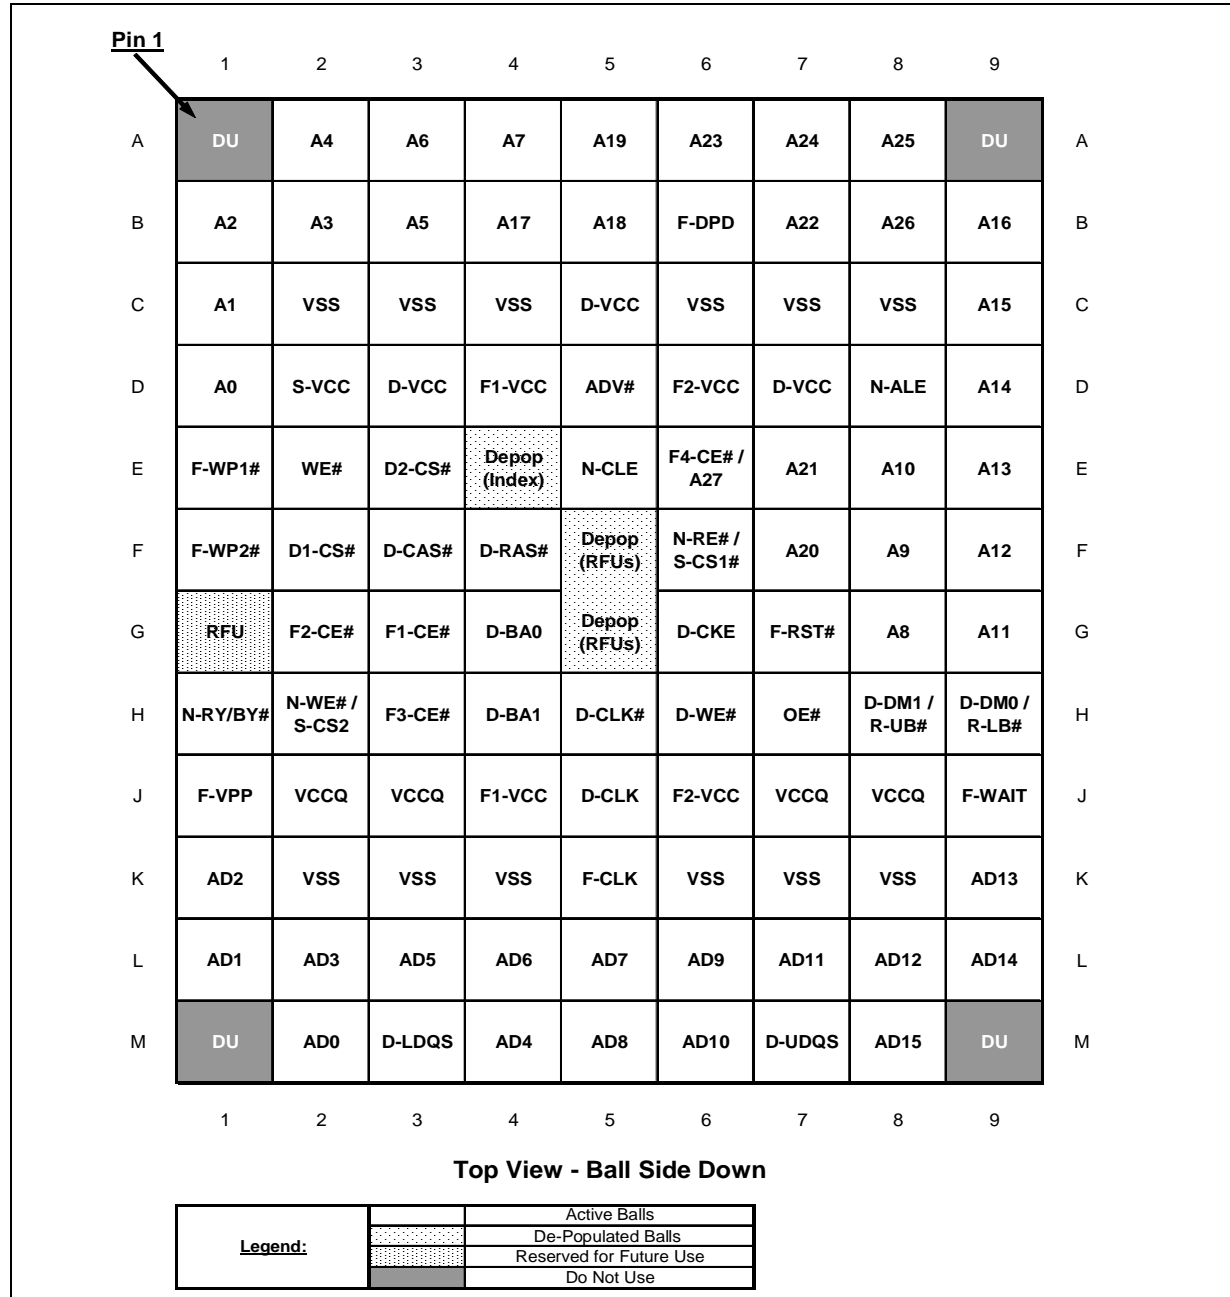 Pin 1
1 2 3 4 5 6 7 8 9
A DU A4 A6 A7 A19 A23 A24 A25 DU A
B A2 A3 A5 A17 A18 F-DPD A22 A26 A16 B
C A1 VSS VSS VSS D-VCC VSS VSS VSS A15 C
D A0 S-VCC D-VCC F1-VCC ADV# F2-VCC D-VCC N-ALE A14 D
E F-WP1# WE# D2-CS# Depop (Index) N-CLE F4-CE# / A27 A21 A10 A13 E
F F-WP2# D1-CS# D-CAS# D-RAS# Depop (RFUs) N-RE# / S-CS1# A20 A9 A12 F
G RFU F2-CE# F1-CE# D-BA0 Depop (RFUs) D-CKE F-RST# A8 A11 G
H N-RY/BY# N-WE# / S-CS2 F3-CE# D-BA1 D-CLK# D-WE# OE# D-DM1 / R-UB# D-DM0 / R-LB# H
J F-VPP VCCQ VCCQ F1-VCC D-CLK F2-VCC VCCQ VCCQ F-WAIT J
K AD2 VSS VSS VSS F-CLK VSS VSS VSS AD13 K
L AD1 AD3 AD5 AD6 AD7 AD9 AD11 AD12 AD14 L
M DU AD0 D-LDQS AD4 AD8 AD10 D-UDQS AD15 DU M
1 2 3 4 5 6 7 8 9
Top View - Ball Side Down
Legend:
Active Balls
De-Populated Balls
Reserved for Future Use
Do Not Use